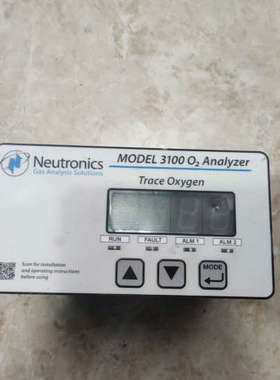 Neutronics
Gas Analysis Solutions
MODEL 3100 O₂ Analyzer
Trace Oxygen
RUN FAULT ALM 1 ALM 2
Scan for installation
and operating instructions
before using
MODE